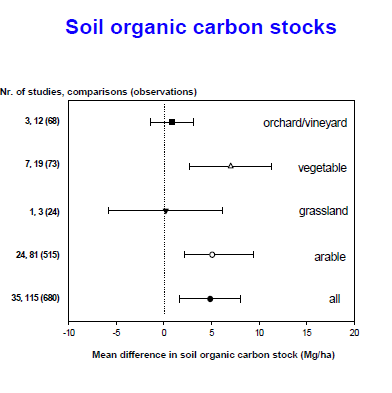 Soil organic carbon stocks
Nr. of studies, comparisons (observations)
3, 12 (68) orchard/vineyard
7, 19 (73) vegetable
1, 3 (24) grassland
24, 81 (515) arable
35, 115 (680) all
-10 -5 0 5 10 15 20
Mean difference in soil organic carbon stock (Mg/ha)